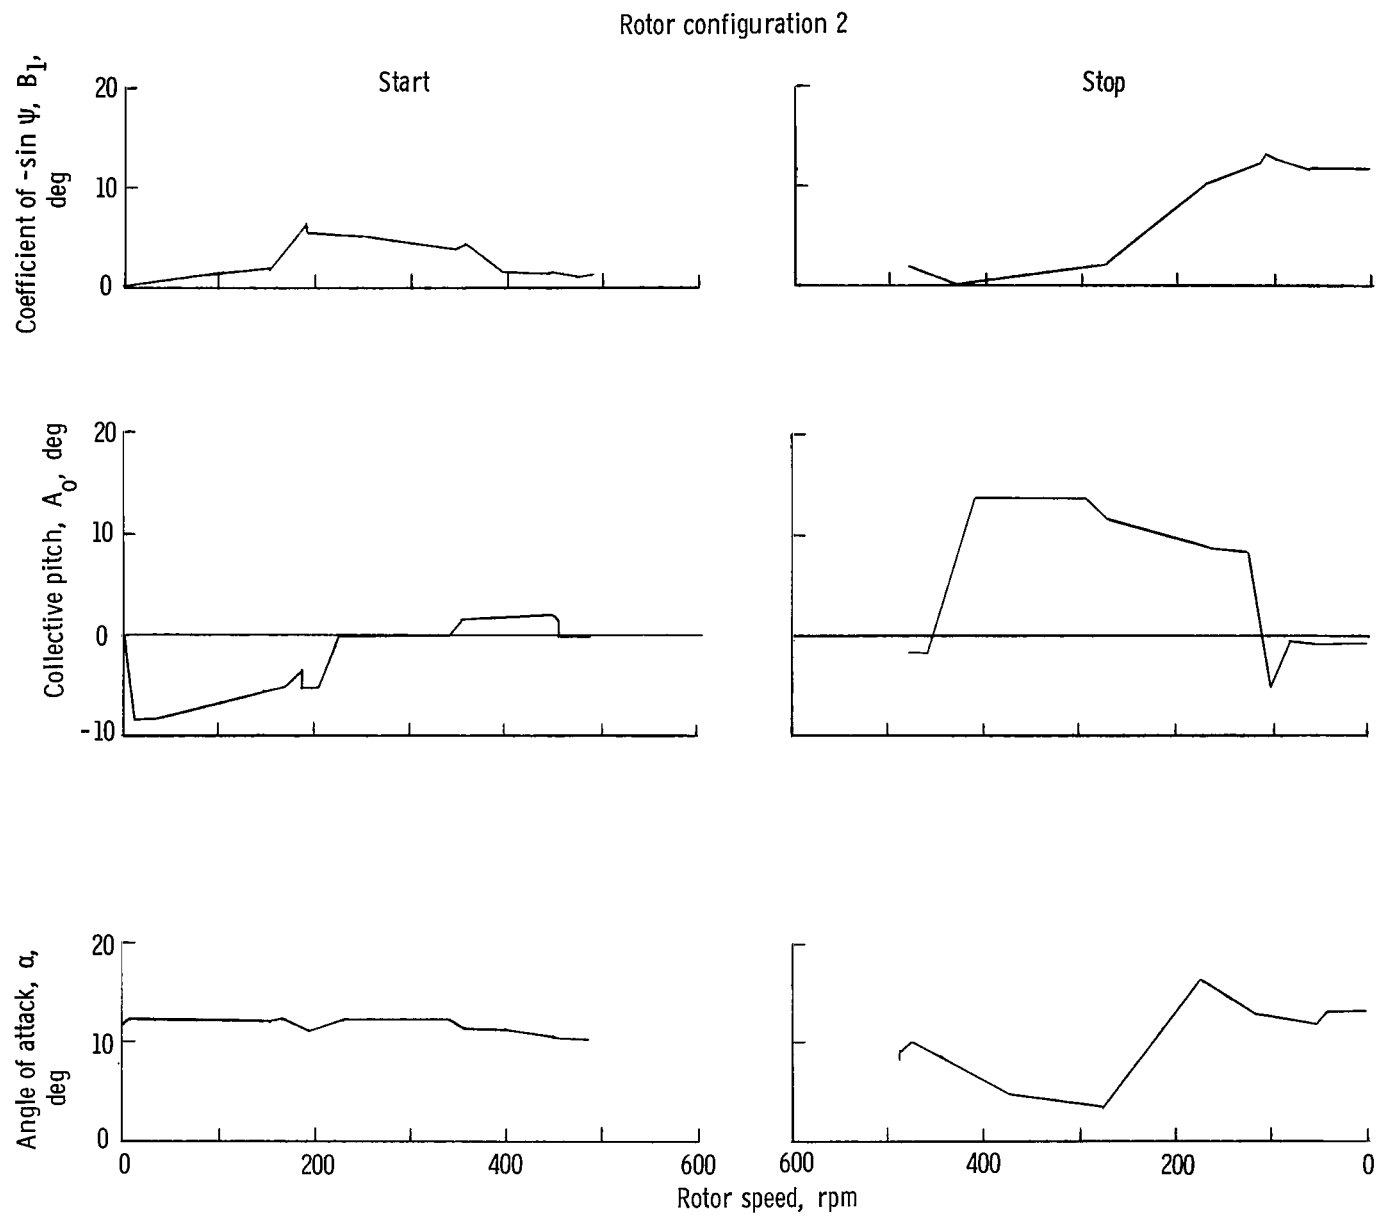 Rotor configuration 2
Start
Stop
Coefficient of -sin ψ, B1,
deg
20
10
0
Collective pitch, Ao, deg
20
10
0
-10
Angle of attack, α,
deg
20
10
0
0
200
400
600
600
400
200
0
Rotor speed, rpm